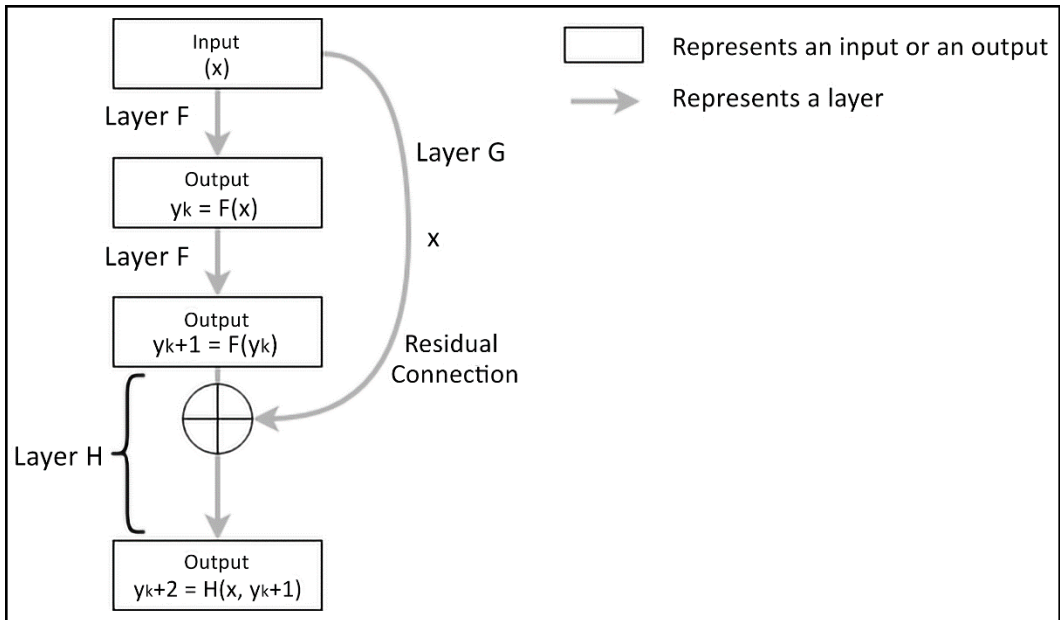 Input
(x)
Layer F
Output
yk = F(x)
Layer F
Output
yk+1 = F(yk)
Layer H
Output
yk+2 = H(x, yk+1)
Layer G
x
Residual
Connection
Represents an input or an output
Represents a layer